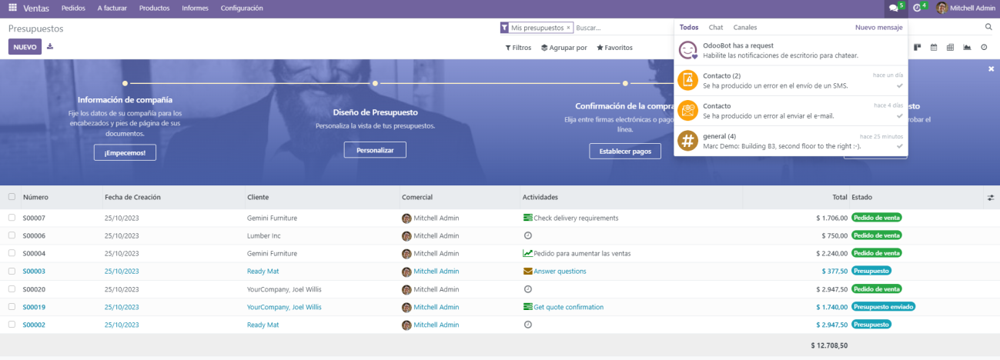 Ventas Pedidos A facturar Productos Informes Configuración 5 4 Mitchell Admin
Presupuestos Mis presupuestos × Buscar...
NUEVO Filtros Agrupar por Favoritos
Todos Chat Canales Nuevo mensaje
OdooBot has a request
Habilite las notificaciones de escritorio para chatear.
Contacto (2) hace un día
Se ha producido un error en el envío de un SMS.
Contacto hace 4 días
Se ha producido un error al enviar el e-mail.
general (4) hace 25 minutos
Marc Demo: Building B3, second floor to the right :-).
Información de compañía
Fije los datos de su compañía para los
encabezados y pies de página de sus
documentos.
¡Empecemos!
Diseño de Presupuesto
Personaliza la vista de tus presupuestos.
Personalizar
Confirmación de la compra
Elija entre firmas electrónicas o pago
línea.
Establecer pagos
sto
robar el
Número Fecha de Creación Cliente Comercial Actividades Total Estado
S00007 25/10/2023 Gemini Furniture Mitchell Admin Check delivery requirements $ 1.706,00 Pedido de venta
S00006 25/10/2023 Lumber Inc Mitchell Admin $ 750,00 Pedido de venta
S00004 25/10/2023 Gemini Furniture Mitchell Admin Pedido para aumentar las ventas $ 2.240,00 Pedido de venta
S00003 25/10/2023 Ready Mat Mitchell Admin Answer questions $ 377,50 Presupuesto
S00020 25/10/2023 YourCompany, Joel Willis Mitchell Admin $ 2.947,50 Pedido de venta
S00019 25/10/2023 YourCompany, Joel Willis Mitchell Admin Get quote confirmation $ 1.740,00 Presupuesto enviado
S00002 25/10/2023 Ready Mat Mitchell Admin $ 2.947,50 Presupuesto
$ 12.708,50